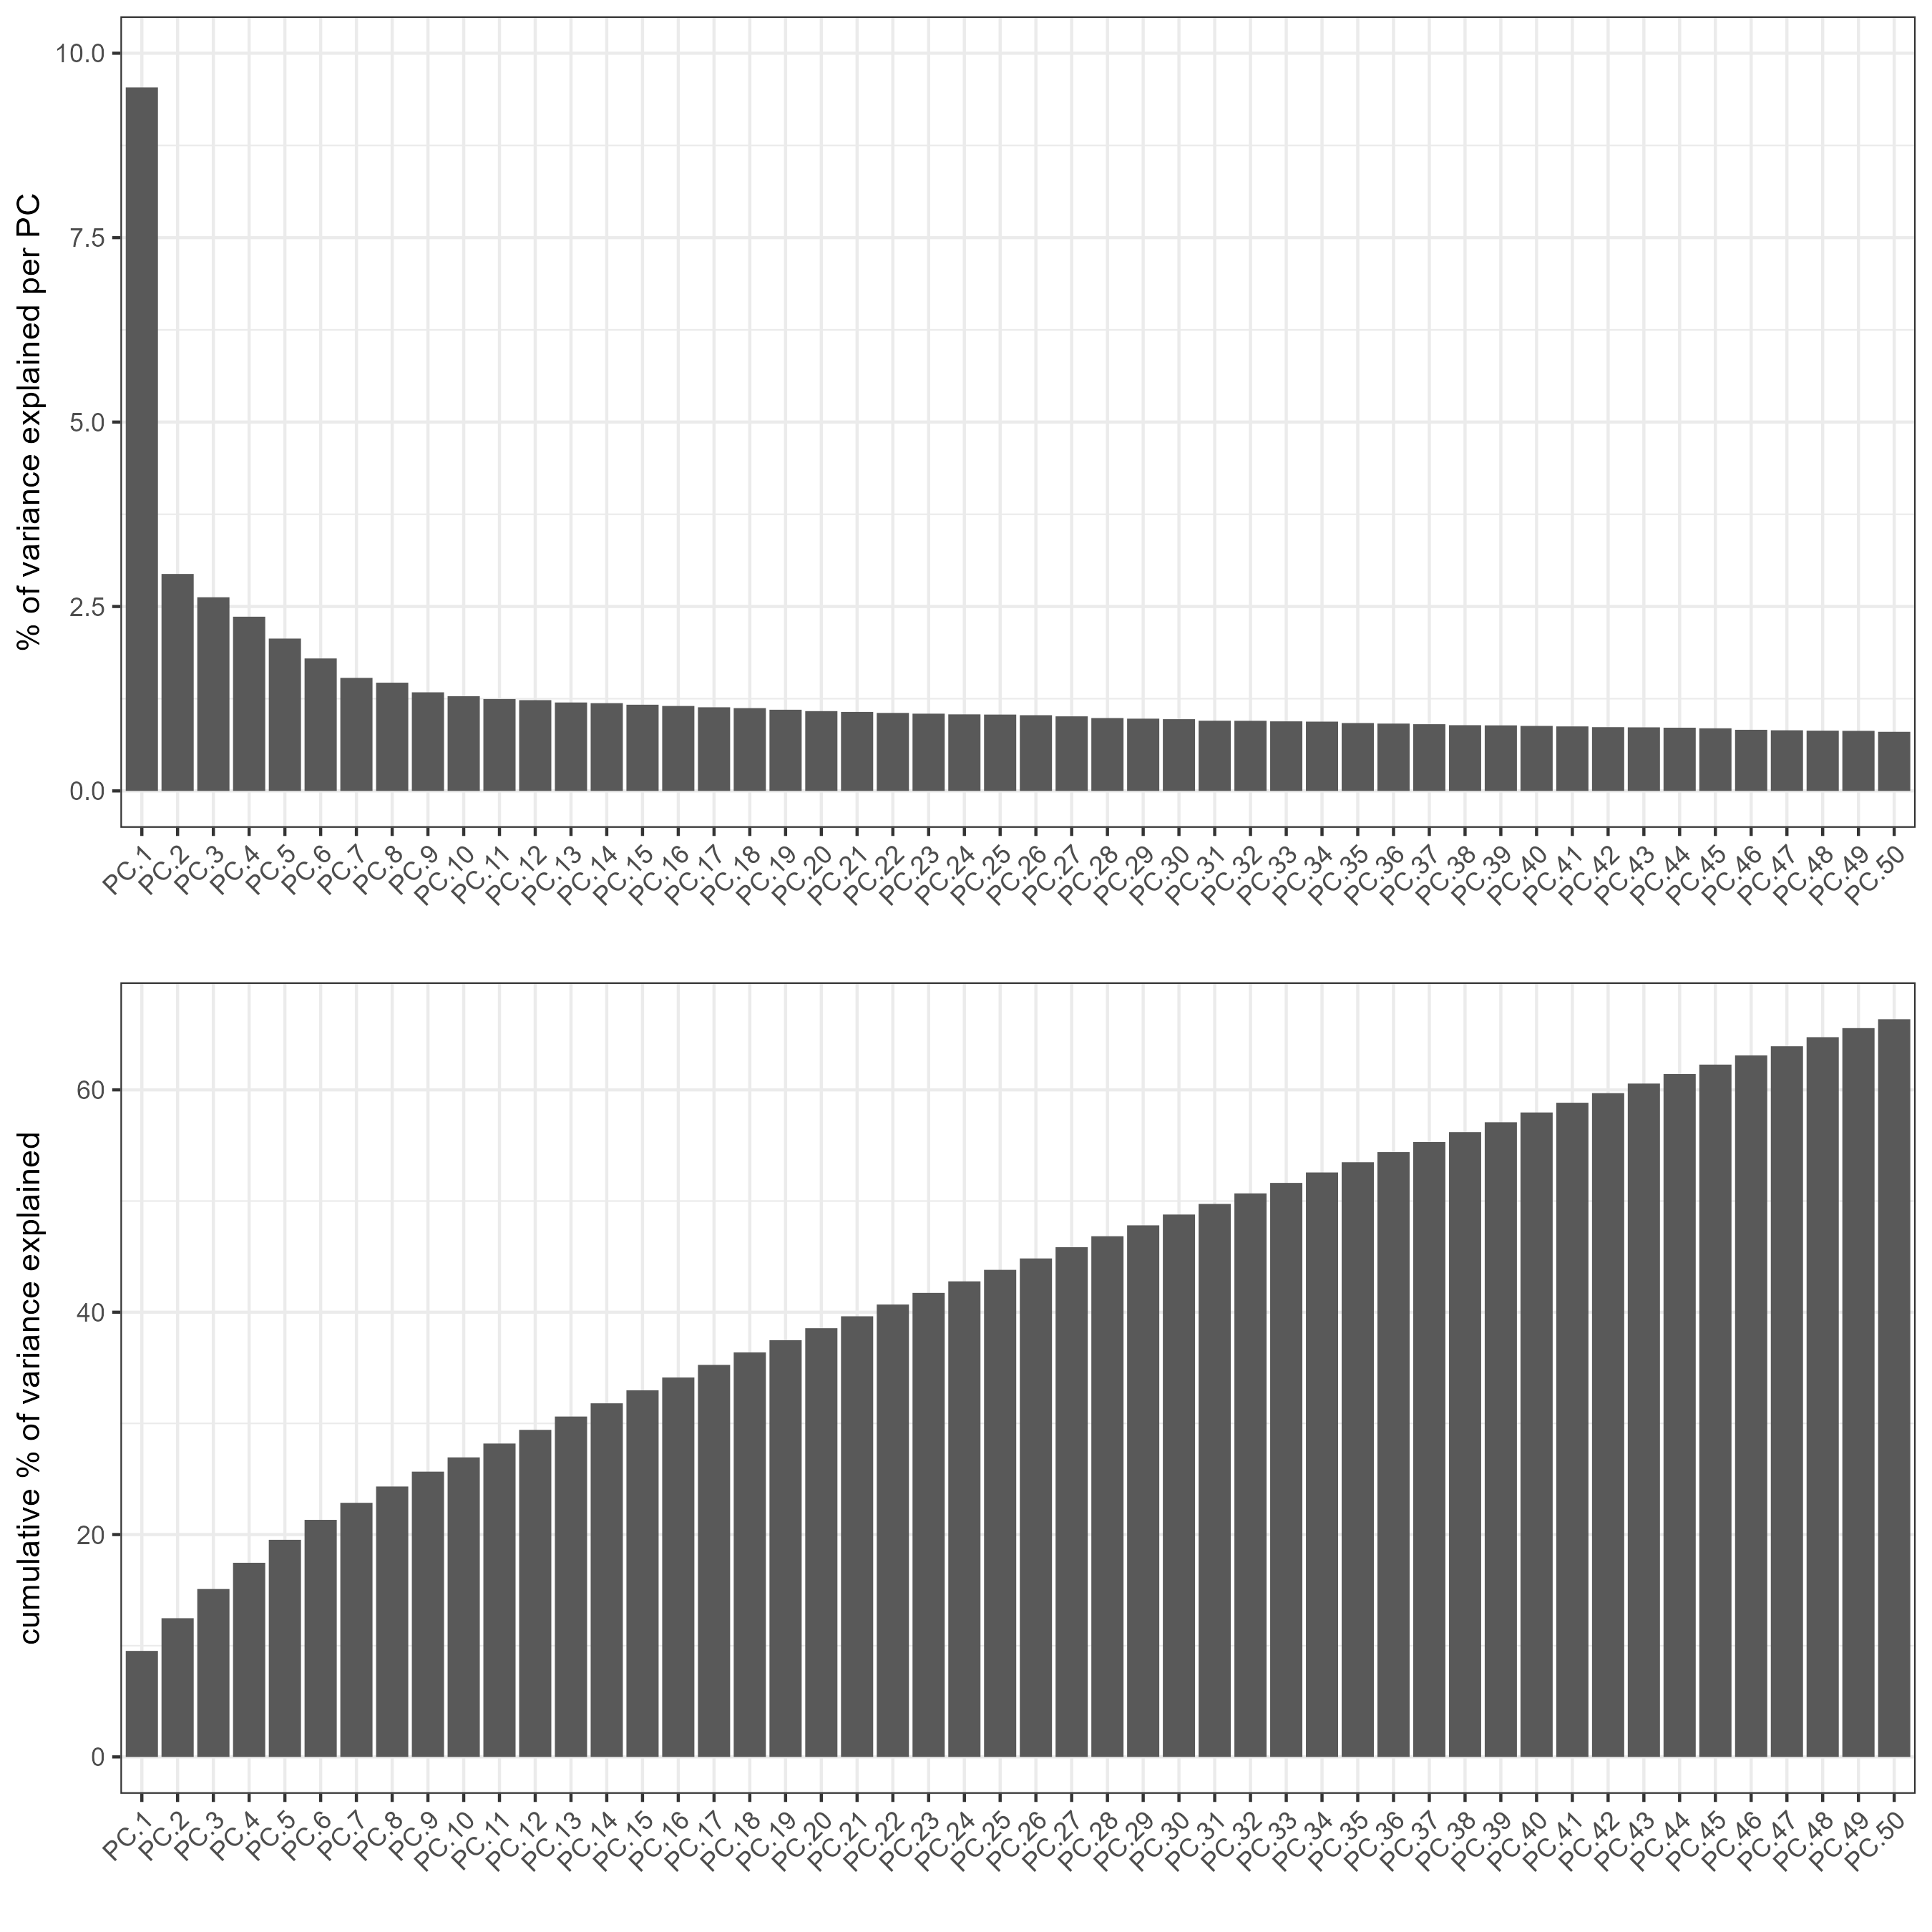 % of variance explained per PC
10.0
7.5
5.0
2.5
0.0
PC.1
PC.2
PC.3
PC.4
PC.5
PC.6
PC.7
PC.8
PC.9
PC.10
PC.11
PC.12
PC.13
PC.14
PC.15
PC.16
PC.17
PC.18
PC.19
PC.20
PC.21
PC.22
PC.23
PC.24
PC.25
PC.26
PC.27
PC.28
PC.29
PC.30
PC.31
PC.32
PC.33
PC.34
PC.35
PC.36
PC.37
PC.38
PC.39
PC.40
PC.41
PC.42
PC.43
PC.44
PC.45
PC.46
PC.47
PC.48
PC.49
PC.50
cumulative % of variance explained
60
40
20
0
PC.1
PC.2
PC.3
PC.4
PC.5
PC.6
PC.7
PC.8
PC.9
PC.10
PC.11
PC.12
PC.13
PC.14
PC.15
PC.16
PC.17
PC.18
PC.19
PC.20
PC.21
PC.22
PC.23
PC.24
PC.25
PC.26
PC.27
PC.28
PC.29
PC.30
PC.31
PC.32
PC.33
PC.34
PC.35
PC.36
PC.37
PC.38
PC.39
PC.40
PC.41
PC.42
PC.43
PC.44
PC.45
PC.46
PC.47
PC.48
PC.49
PC.50